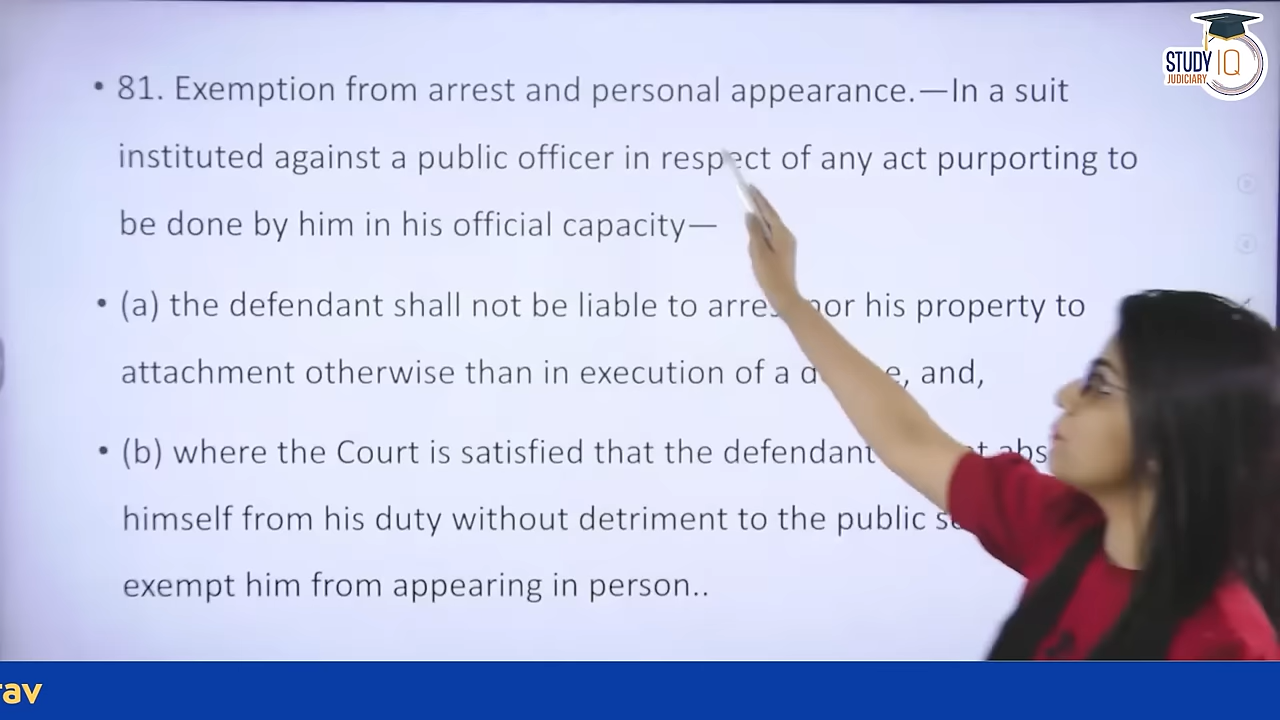 STUDY IQ
JUDICIARY
• 81. Exemption from arrest and personal appearance.—In a suit
instituted against a public officer in respect of any act purporting to
be done by him in his official capacity—
• (a) the defendant shall not be liable to his property to
attachment otherwise than in execution of a and,
• (b) where the Court is satisfied that the defendant
himself from his duty without detriment to the public
exempt him from appearing in person..